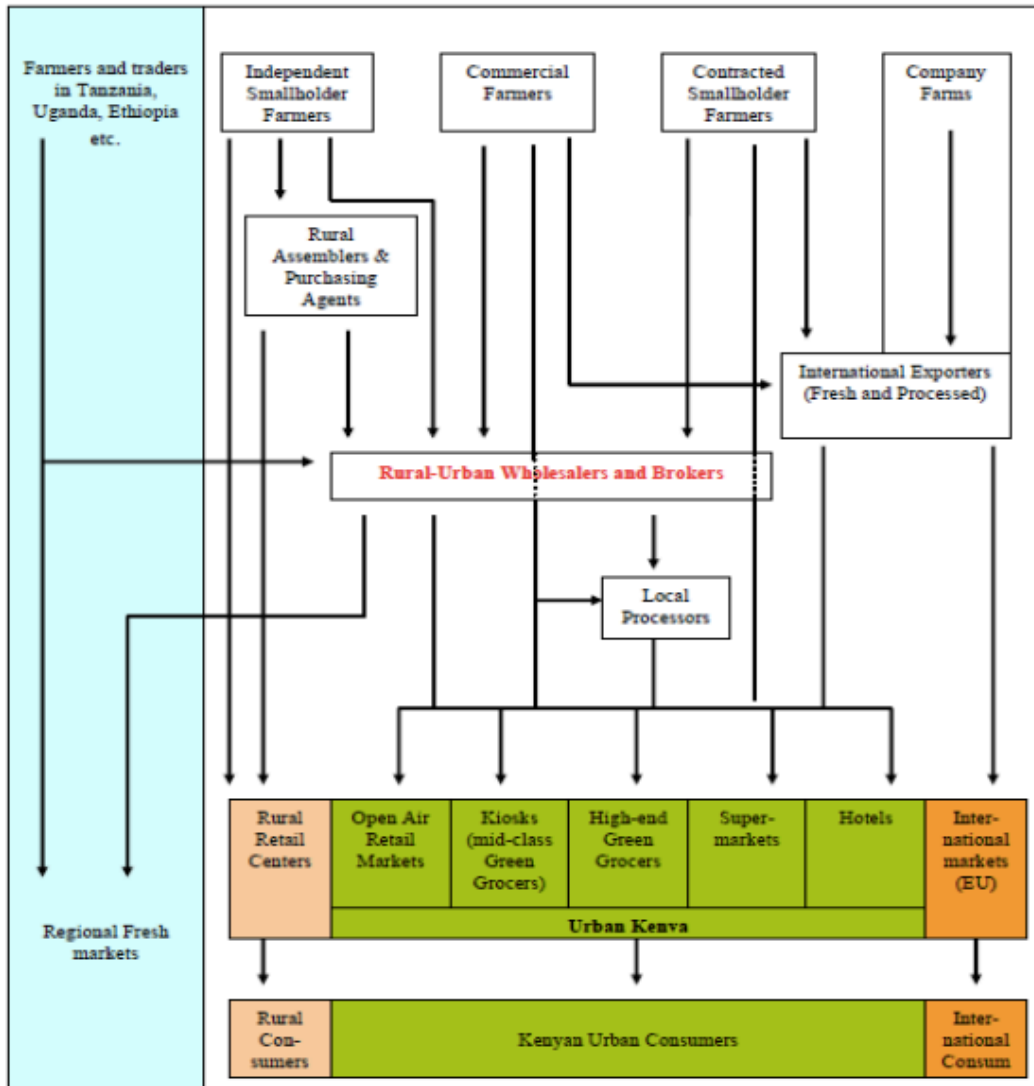 Farmers and traders
in Tanzania,
Uganda, Ethiopia
etc.
Independent
Smallholder
Farmers
Commercial
Farmers
Contracted
Smallholder
Farmers
Company
Farms
Rural
Assemblers &
Purchasing
Agents
International Exporters
(Fresh and Processed)
Rural-Urban Wholesalers and Brokers
Local
Processors
Rural
Retail
Centers
Open Air
Retail
Markets
Kiosks
(mid-class
Green
Grocers)
High-end
Green
Grocers
Super-
markets
Hotels
Inter-
national
markets
(EU)
Urban Kenya
Regional Fresh
markets
Rural
Con-
sumers
Kenyan Urban Consumers
Inter-
national
Consum